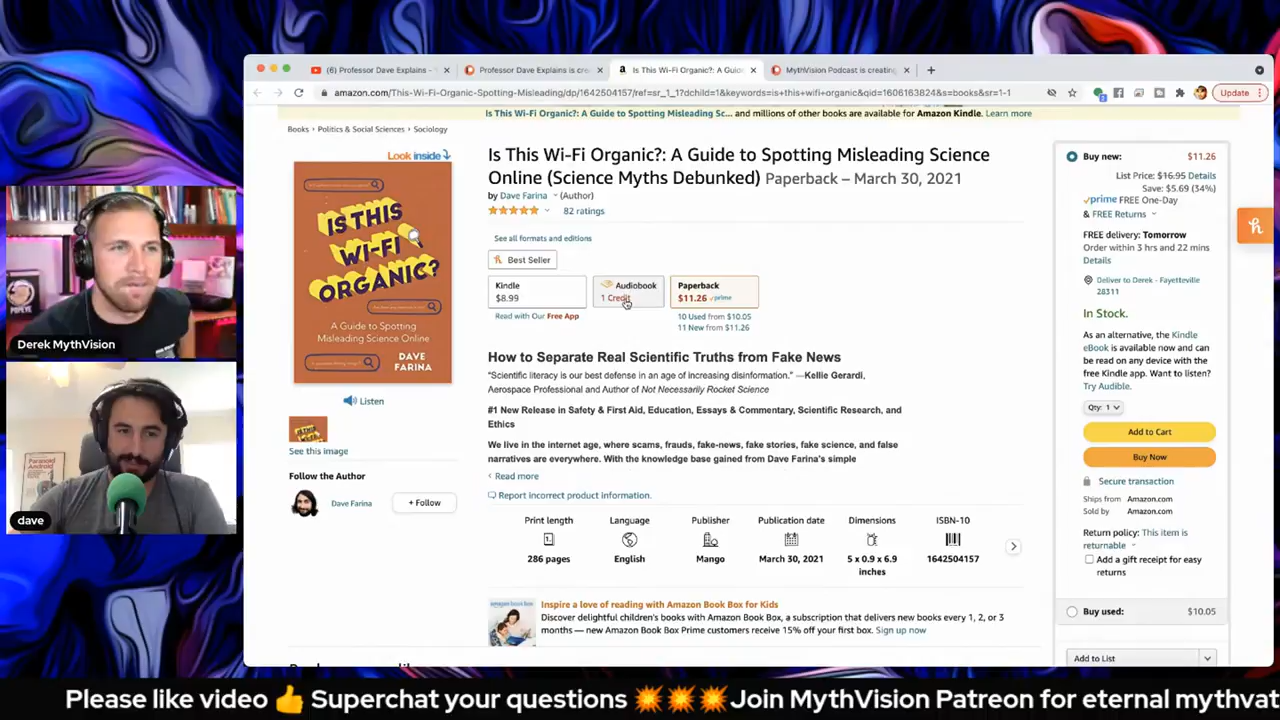 (6) Professor Dave Explains -
Professor Dave Explains is cre
Is This Wi-Fi Organic?: A Guid
MythVision Podcast is creating
amazon.com/This-Wi-Fi-Organic-Spotting-Misleading/dp/1642504157/ref=sr_1_1?dchild=1&keywords=is+this+wifi+organic&qid=1606163824&s=books&sr=1-1
Update
Is This Wi-Fi Organic?: A Guide to Spotting Misleading Sc... and millions of other books are available for Amazon Kindle. Learn more
Books › Politics & Social Sciences › Sociology
Look inside
IS THIS
WI-FI
ORGANIC?
A Guide to Spotting
Misleading Science Online
DAVE
FARINA
Listen
See this image
Follow the Author
Dave Farina
+ Follow
Is This Wi-Fi Organic?: A Guide to Spotting Misleading Science
Online (Science Myths Debunked) Paperback – March 30, 2021
by Dave Farina (Author)
82 ratings
See all formats and editions
Best Seller
Kindle
$8.99
Read with Our Free App
Audiobook
1 Credit
Paperback
$11.26 prime
10 Used from $10.05
11 New from $11.26
How to Separate Real Scientific Truths from Fake News
“Scientific literacy is our best defense in an age of increasing disinformation.” —Kellie Gerardi,
Aerospace Professional and Author of Not Necessarily Rocket Science
#1 New Release in Safety & First Aid, Education, Essays & Commentary, Scientific Research, and
Ethics
We live in the internet age, where scams, frauds, fake-news, fake stories, fake science, and false
narratives are everywhere. With the knowledge base gained from Dave Farina's simple
Read more
Report incorrect product information.
Print length
286 pages
Language
English
Publisher
Mango
Publication date
March 30, 2021
Dimensions
5 x 0.9 x 6.9
inches
ISBN-10
1642504157
Inspire a love of reading with Amazon Book Box for Kids
Discover delightful children's books with Amazon Book Box, a subscription that delivers new books every 1, 2, or 3
months — new Amazon Book Box Prime customers receive 15% off your first box. Sign up now
Buy new: $11.26
List Price: $16.95 Details
Save: $5.69 (34%)
prime FREE One-Day
& FREE Returns
FREE delivery: Tomorrow
Order within 3 hrs and 22 mins
Details
Deliver to Derek - Fayetteville
28311
In Stock.
As an alternative, the Kindle
eBook is available now and can
be read on any device with the
free Kindle app. Want to listen?
Try Audible.
Qty: 1
Add to Cart
Buy Now
Secure transaction
Ships from Amazon.com
Sold by Amazon.com
Return policy: This item is
returnable
Add a gift receipt for easy
returns
Buy used: $10.05
Add to List
Derek MythVision
Paranoid
Android
dave
Please like video 👍 Superchat your questions 💥💥💥Join MythVision Patreon for eternal mythvat